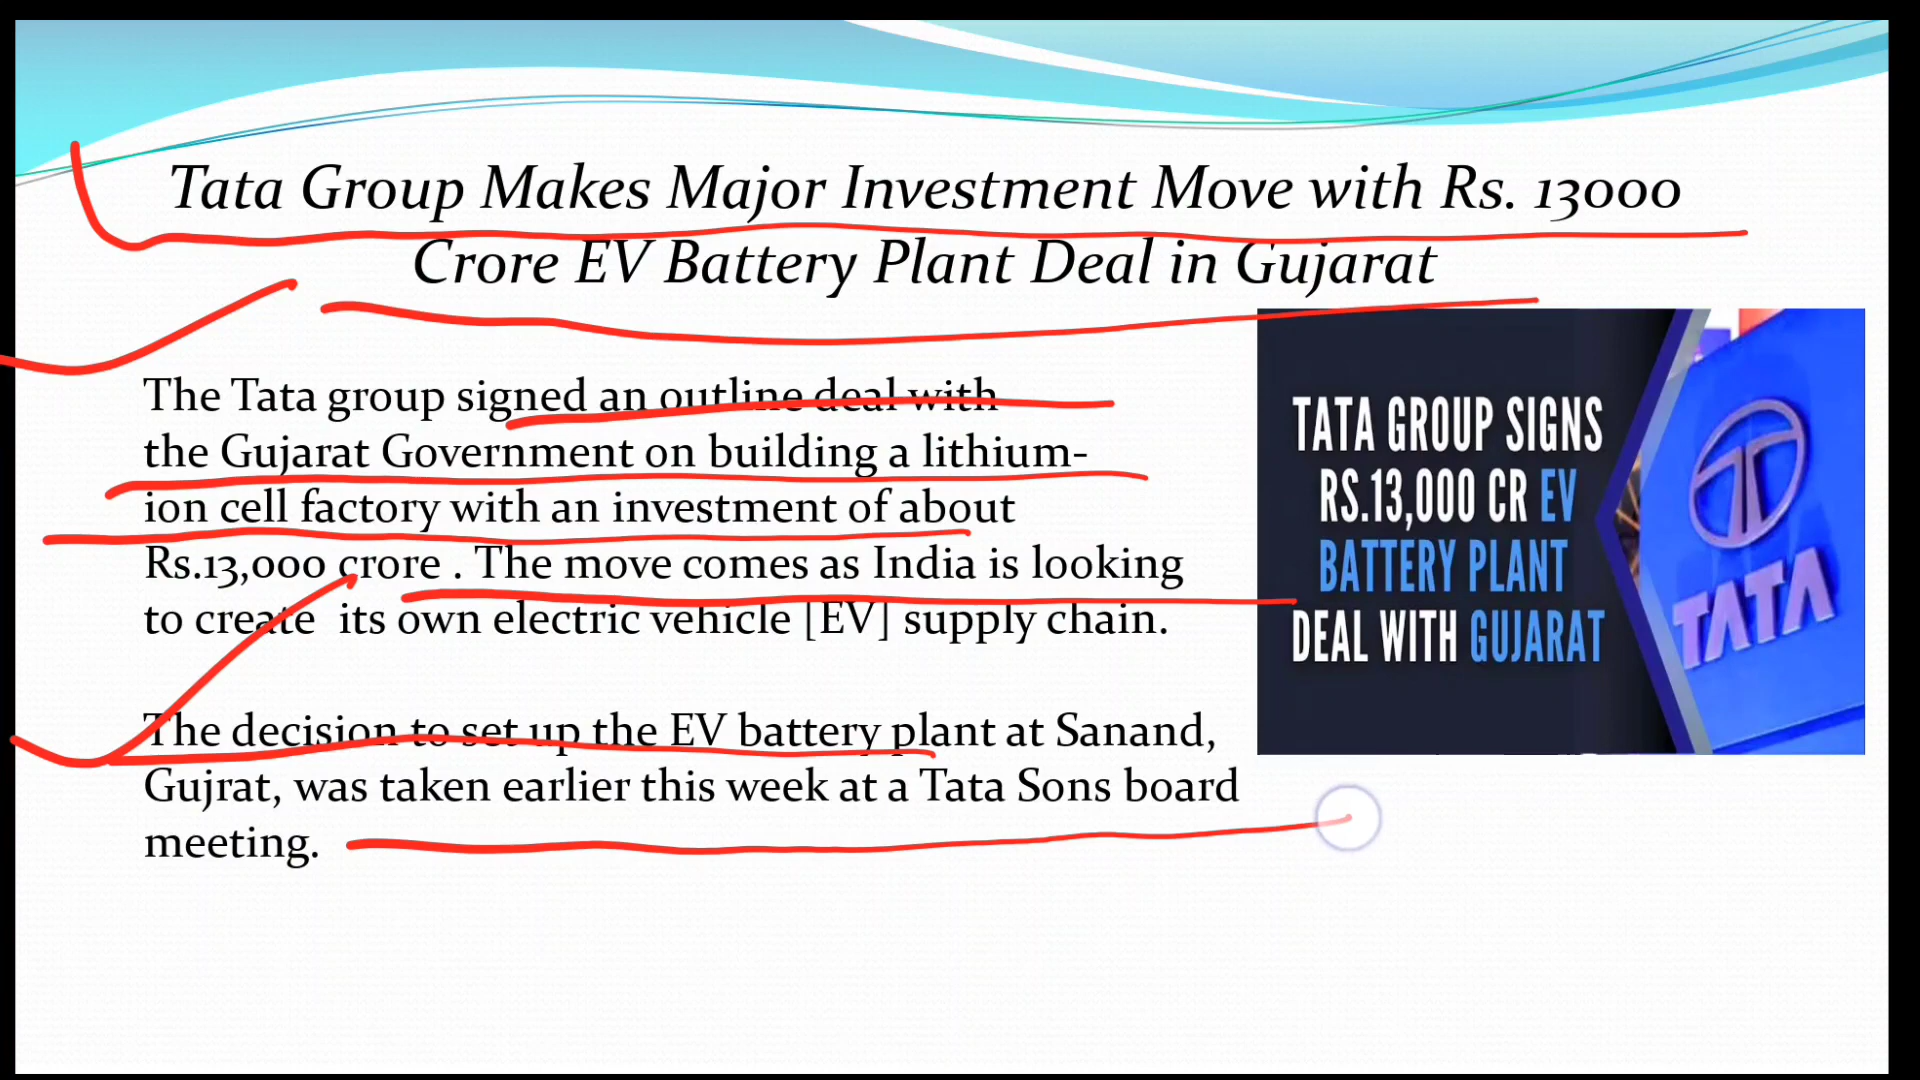 Tata Group Makes Major Investment Move with Rs. 13000
Crore EV Battery Plant Deal in Gujarat
The Tata group signed an outline deal with
the Gujarat Government on building a lithium-
ion cell factory with an investment of about
Rs.13,000 crore . The move comes as India is looking
to create its own electric vehicle [EV] supply chain.
The decision to set up the EV battery plant at Sanand,
Gujrat, was taken earlier this week at a Tata Sons board
meeting.
TATA GROUP SIGNS
RS.13,000 CR EV
BATTERY PLANT
DEAL WITH GUJARAT
TATA